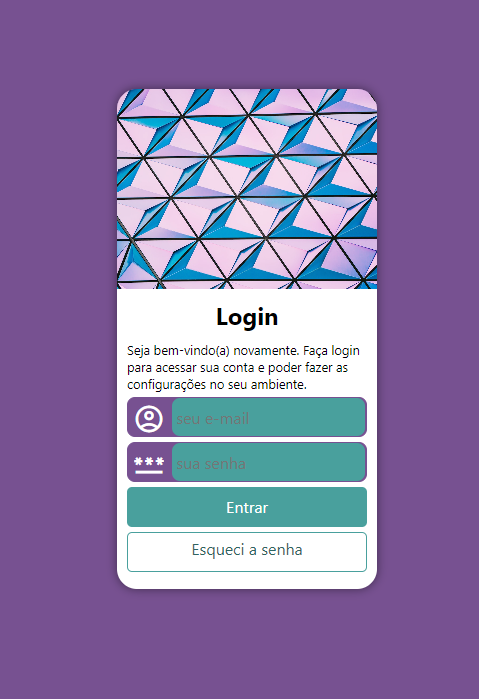 Login
Seja bem-vindo(a) novamente. Faça login
para acessar sua conta e poder fazer as
configurações no seu ambiente.
seu e-mail
sua senha
Entrar
Esqueci a senha